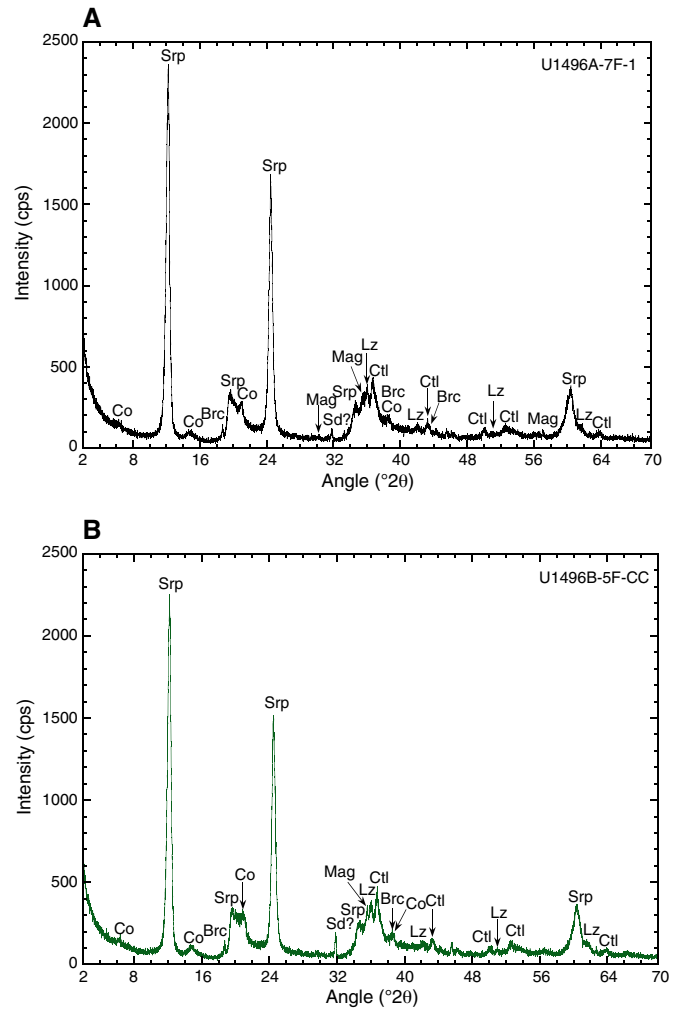 A
2500
Srp
U1496A-7F-1
2000
Srp
1500
Intensity (cps)
1000
500
Lz
Mag
Ctl
Srp
Co
Srp
Brc
Ctl
Srp
Co
Brc
Mag
Sd?
Co
Lz
Brc
Lz
Co
Ctl
Ctl
Mag
Lz
Ctl
0
2 8 16 24 32 40 48 56 64 70
Angle (°2θ)
B
2500
Srp
U1496B-5F-CC
2000
Srp
1500
Intensity (cps)
1000
500
Co
Mag
Lz
Ctl
Srp
Srp
Brc
Co
Ctl
Srp
Co
Co
Brc
Sd?
Lz
Ctl
Lz
Ctl
Lz
Ctl
0
2 8 16 24 32 40 48 56 64 70
Angle (°2θ)